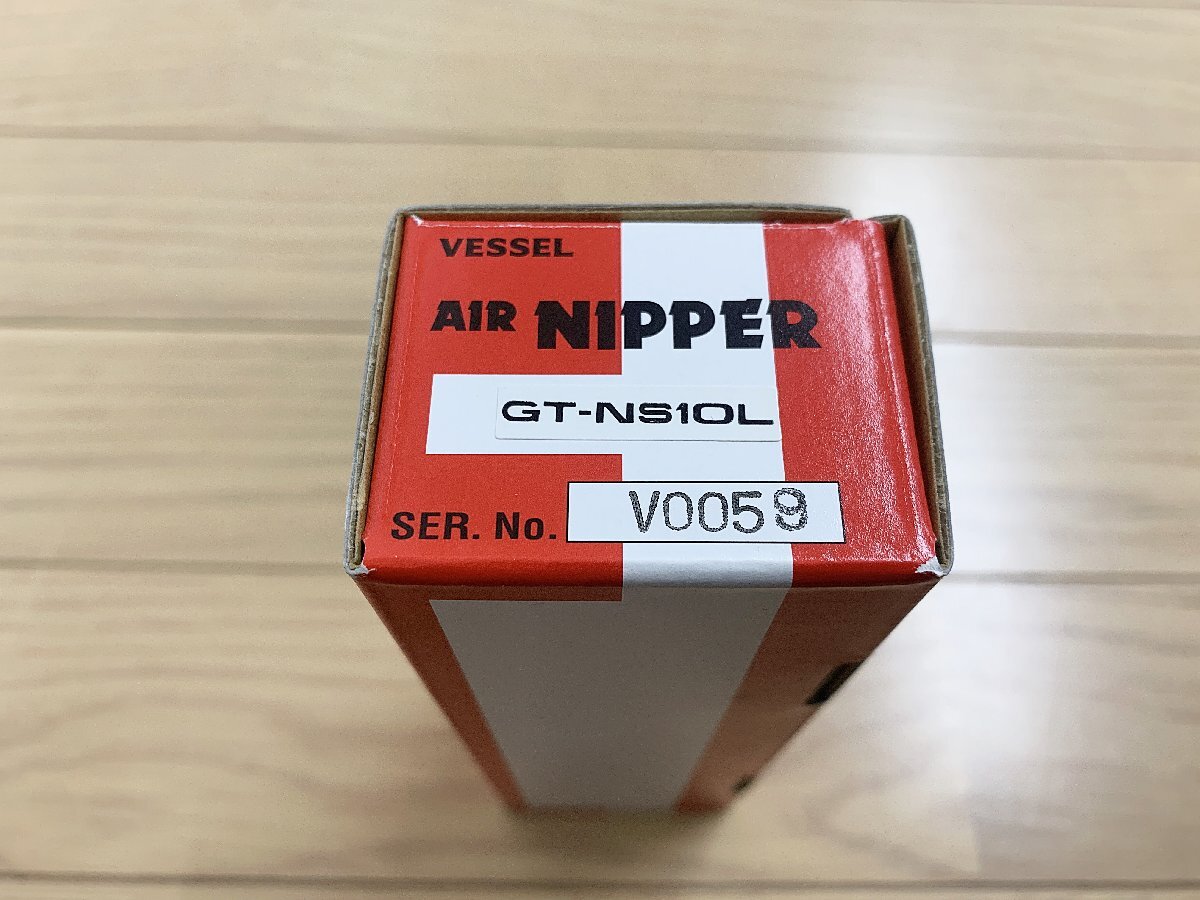 VESSEL
AIR NIPPER
GT-NS10L
SER. No. V0059